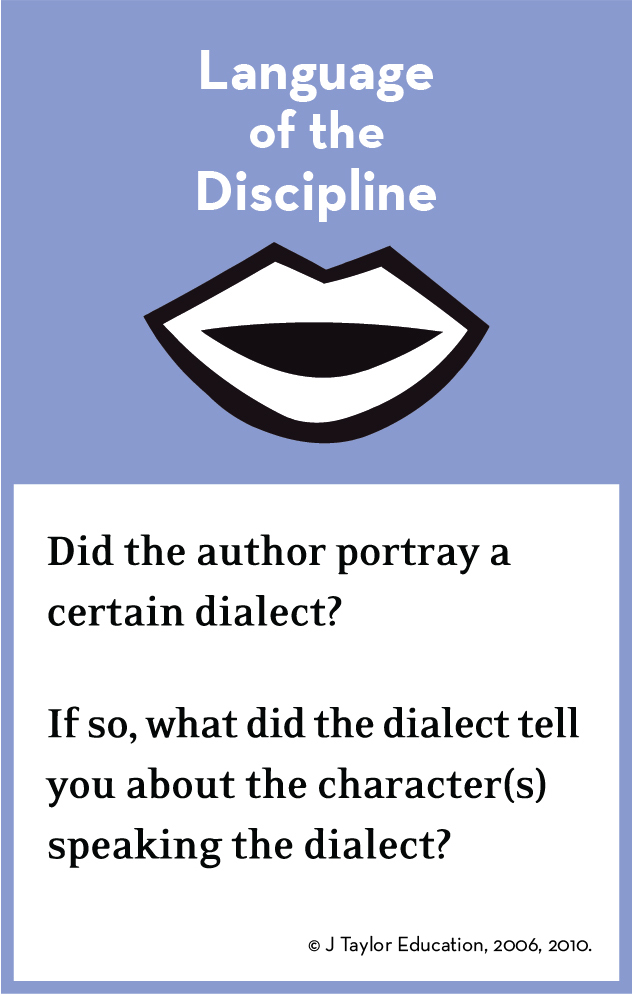 Language
of the
Discipline
Did the author portray a
certain dialect?
If so, what did the dialect tell
you about the character(s)
speaking the dialect?
© J Taylor Education, 2006, 2010.